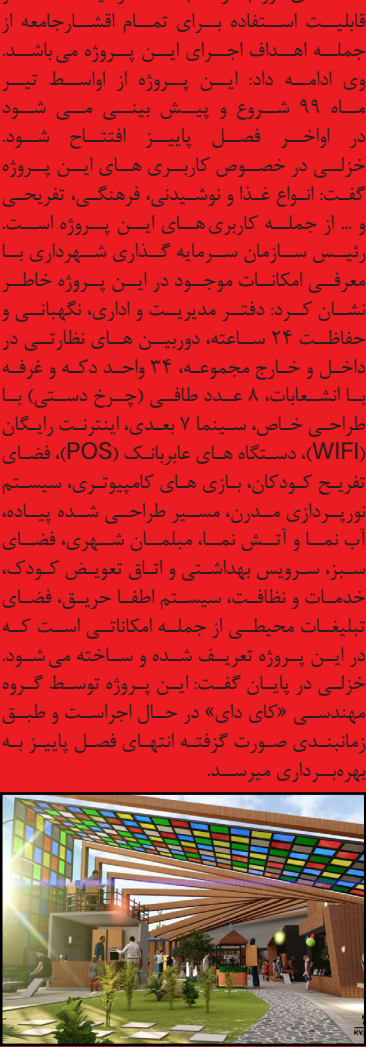 قابلیت استفاده برای تمام اقشارجامعه از
جمله اهداف اجرای این پروژه می‌باشد.
وی ادامه داد: این پروژه از اواسط تیر
ماه ۹۹ شروع و پیش بینی می شود
در اواخر فصل پاییز افتتاح شود.
خزلی در خصوص کاربری های این پروژه
گفت: انواع غذا و نوشیدنی، فرهنگی، تفریحی
و ... از جمله کاربری‌های این پروژه است.
رئیس سازمان سرمایه گذاری شهرداری با
معرفی امکانات موجود در این پروژه خاطر
نشان کرد: دفتر مدیریت و اداری، نگهبانی و
حفاظت ۲۴ ساعته، دوربین های نظارتی در
داخل و خارج مجموعه، ۳۴ واحد دکه و غرفه
با انشعابات، ۸ عدد طافی (چرخ دستی) با
طراحی خاص، سینما ۷ بعدی، اینترنت رایگان
(WIFI)، دستگاه های عابربانک (POS)، فضای
تفریح کودکان، بازی های کامپیوتری، سیستم
نورپردازی مدرن، مسیر طراحی شده پیاده،
آب نما و آتش نما، مبلمان شهری، فضای
سبز، سرویس بهداشتی و اتاق تعویض کودک،
خدمات و نظافت، سیستم اطفا حریق، فضای
تبلیغات محیطی از جمله امکاناتی است که
در این پروژه تعریف شده و ساخته می‌شود.
خزلی در پایان گفت: این پروژه توسط گروه
مهندسی «کای دای» در حال اجراست و طبق
زمانبندی صورت گزفته انتهای فصل پاییز به
بهره‌برداری میرسد.